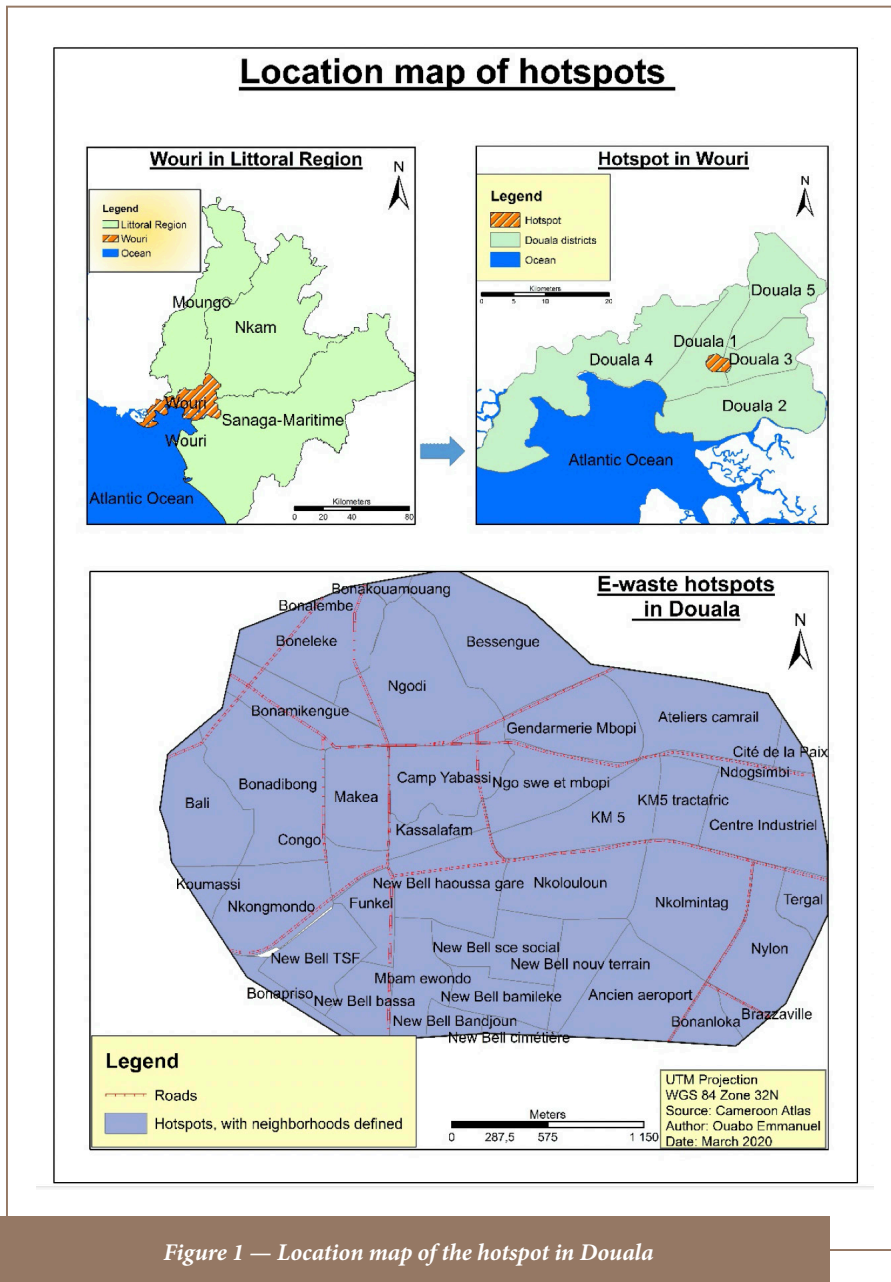 Location map of hotspots
Wouri in Littoral Region
N
Legend
Littoral Region
Wouri
Ocean
Moungo
Nkam
Wouri
Sanaga-Maritime
Wouri
Atlantic Ocean
Kilometers
0 20 40 80
Hotspot in Wouri
N
Legend
Hotspot
Douala districts
Ocean
Kilometers
0 5 10 20
Douala 5
Douala 1
Douala 4
Douala 3
Douala 2
Atlantic Ocean
E-waste hotspots
in Douala
N
Bonakouamouang
Bonalembe
Boneleke
Bessengue
Ngodi
Bonamikengue
Gendarmerie Mbopi
Ateliers camrail
Cité de la Paix
Ndogsimbi
Camp Yabassi
Ngo swe et mbopi
Bonadibong
Makea
Bali
KM5 tractafric
KM 5
Centre Industriel
Kassalafam
Congo
Koumassi
New Bell haoussa gare
Nkolouloun
Nkongmondo
Funkel
Nkolmintag
Tergal
New Bell sce social
Nylon
New Bell TSF
New Bell nouv terrain
Mbam ewondo
Bonapriso
New Bell bassa
New Bell bamileke
Ancien aeroport
Brazzaville
New Bell Bandjoun
Bonanloka
New Bell cimétière
Legend
Roads
Hotspots, with neighborhoods defined
Meters
0 287,5 575 1 150
UTM Projection
WGS 84 Zone 32N
Source: Cameroon Atlas
Author: Ouabo Emmanuel
Date: March 2020
Figure 1 — Location map of the hotspot in Douala